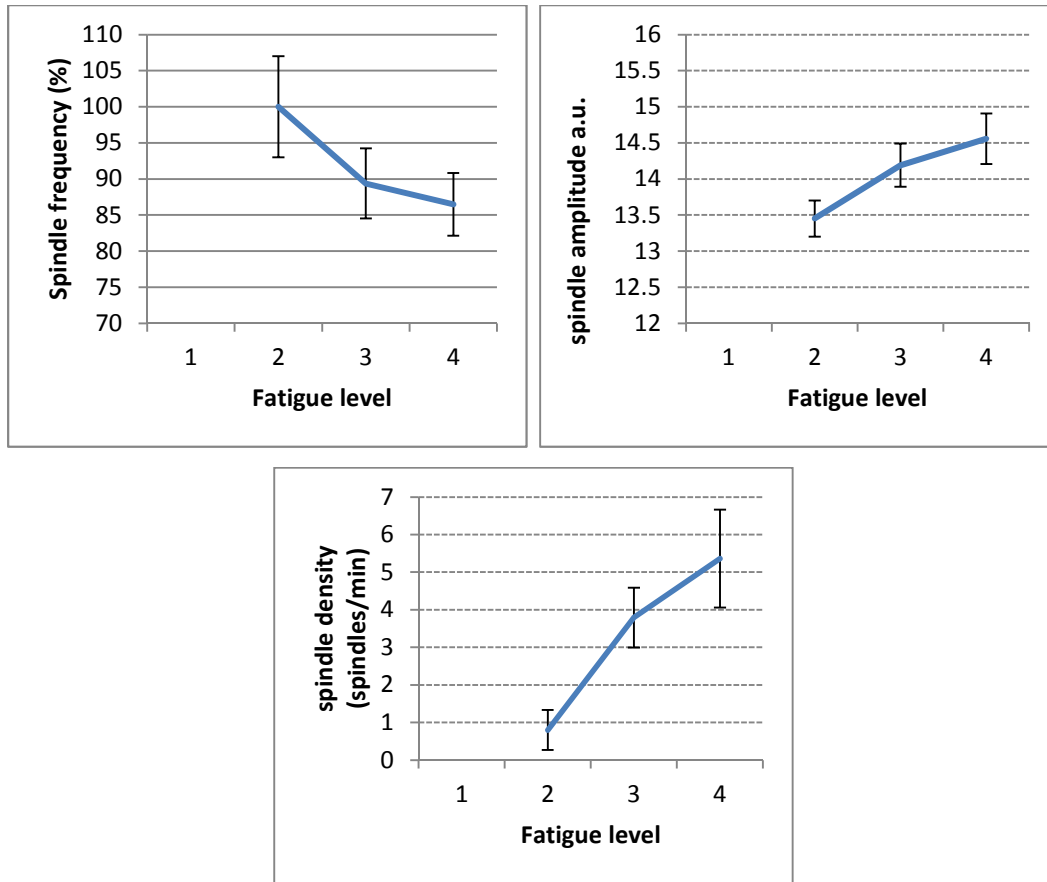 Spindle frequency (%)
110
105
100
95
90
85
80
75
70
1 2 3 4
Fatigue level
spindle amplitude a.u.
16
15.5
15
14.5
14
13.5
13
12.5
12
1 2 3 4
Fatigue level
spindle density
(spindles/min)
7
6
5
4
3
2
1
0
1 2 3 4
Fatigue level